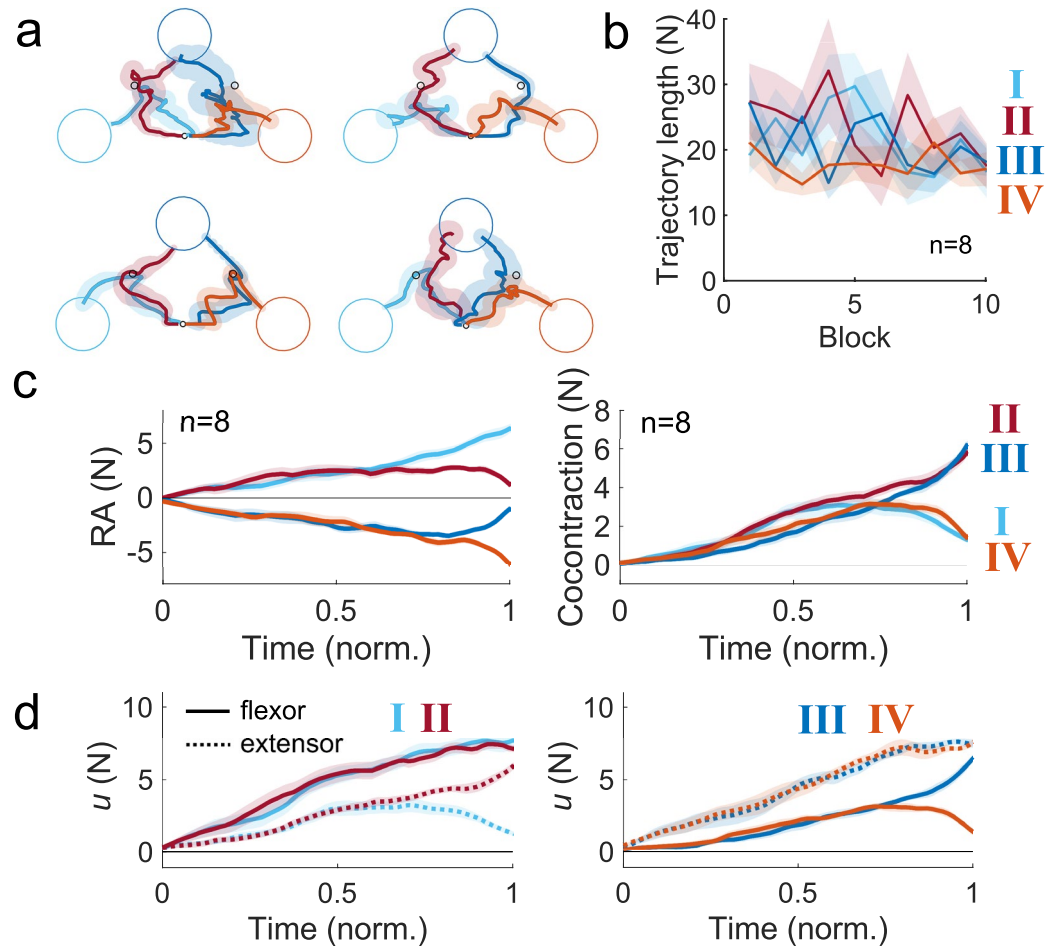 a
b
Trajectory length (N)
40
30
20
10
0
0
5
10
Block
n=8
I
II
III
IV
c
n=8
RA (N)
5
0
-5
0
0.5
1
Time (norm.)
n=8
Cocontraction (N)
8
6
4
2
0
0
0.5
1
Time (norm.)
II
III
I
IV
d
flexor
extensor
I II
u (N)
10
5
0
0
0.5
1
Time (norm.)
III IV
u (N)
10
5
0
0
0.5
1
Time (norm.)